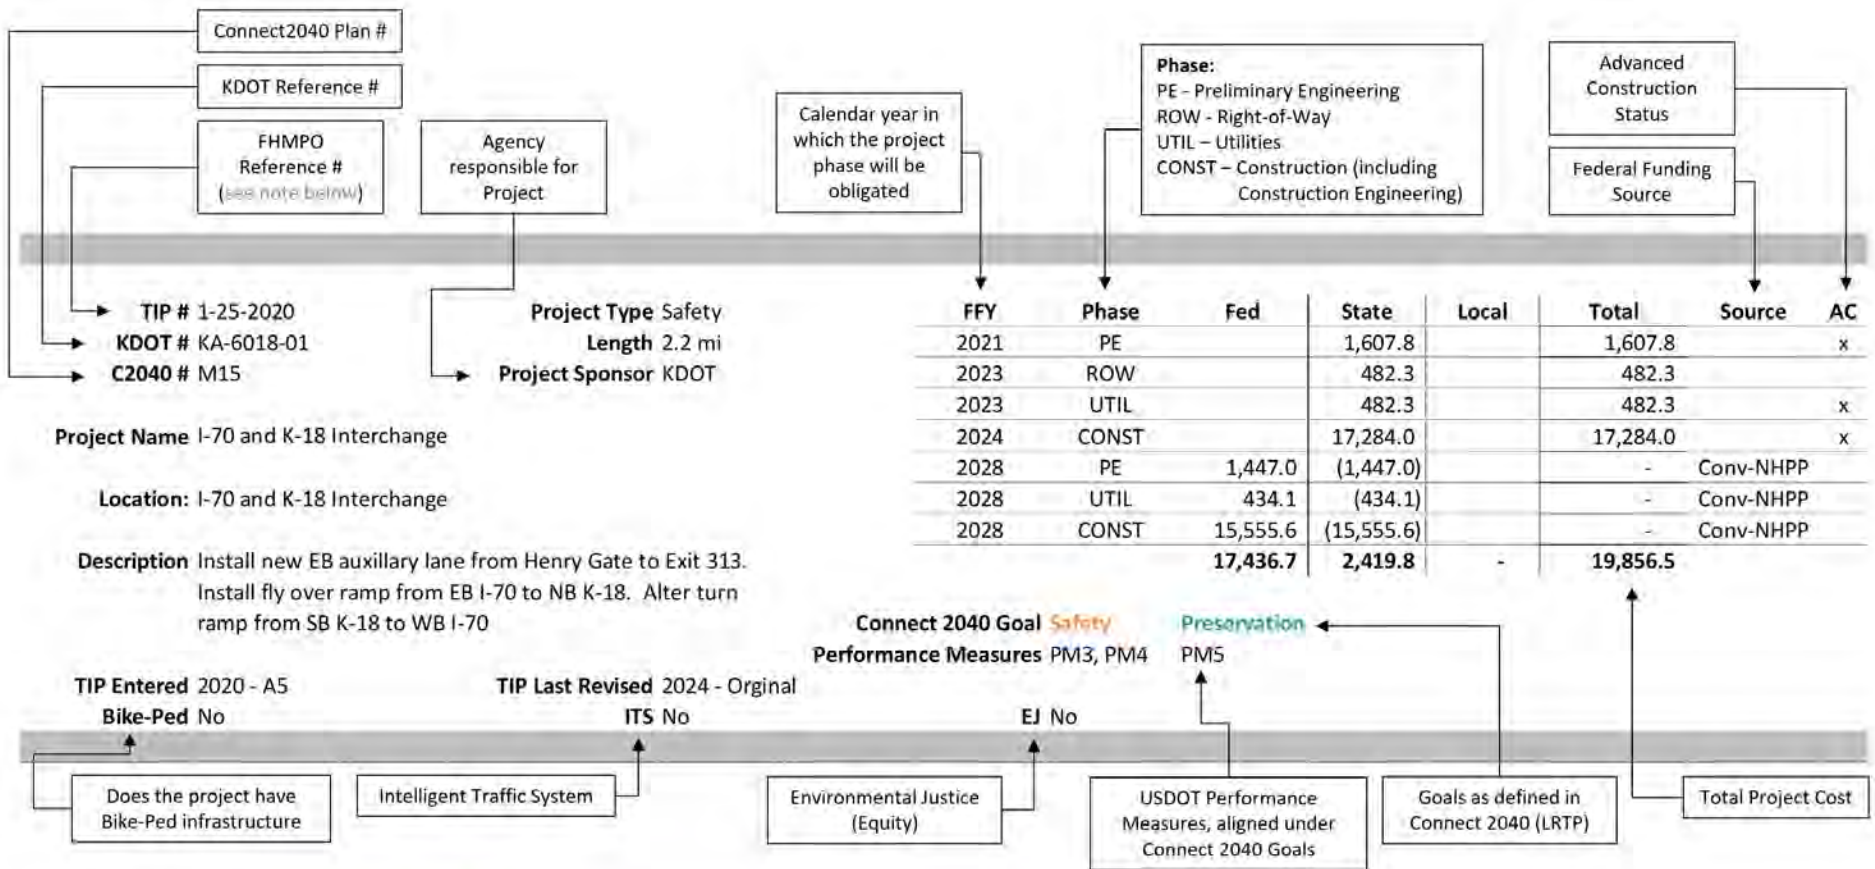 Connect2040 Plan #
KDOT Reference #
FHMPO
Reference #
(see note below)
Agency
responsible for
Project
Calendar year in
which the project
phase will be
obligated
Phase:
PE - Preliminary Engineering
ROW - Right-of-Way
UTIL – Utilities
CONST – Construction (including
Construction Engineering)
Advanced
Construction
Status
Federal Funding
Source
TIP # 1-25-2020
KDOT # KA-6018-01
C2040 # M15
Project Type Safety
Length 2.2 mi
Project Sponsor KDOT
Project Name I-70 and K-18 Interchange
Location: I-70 and K-18 Interchange
Description Install new EB auxillary lane from Henry Gate to Exit 313.
Install fly over ramp from EB I-70 to NB K-18. Alter turn
ramp from SB K-18 to WB I-70
FFY Phase Fed State Local Total Source AC
2021 PE 1,607.8 1,607.8 x
2023 ROW 482.3 482.3
2023 UTIL 482.3 482.3 x
2024 CONST 17,284.0 17,284.0 x
2028 PE 1,447.0 (1,447.0) - Conv-NHPP
2028 UTIL 434.1 (434.1) - Conv-NHPP
2028 CONST 15,555.6 (15,555.6) - Conv-NHPP
17,436.7 2,419.8 - 19,856.5
Connect 2040 Goal Safety Preservation
Performance Measures PM3, PM4 PM5
TIP Entered 2020 - A5
TIP Last Revised 2024 - Orginal
Bike-Ped No
ITS No
EJ No
Does the project have
Bike-Ped infrastructure
Intelligent Traffic System
Environmental Justice
(Equity)
USDOT Performance
Measures, aligned under
Connect 2040 Goals
Goals as defined in
Connect 2040 (LRTP)
Total Project Cost